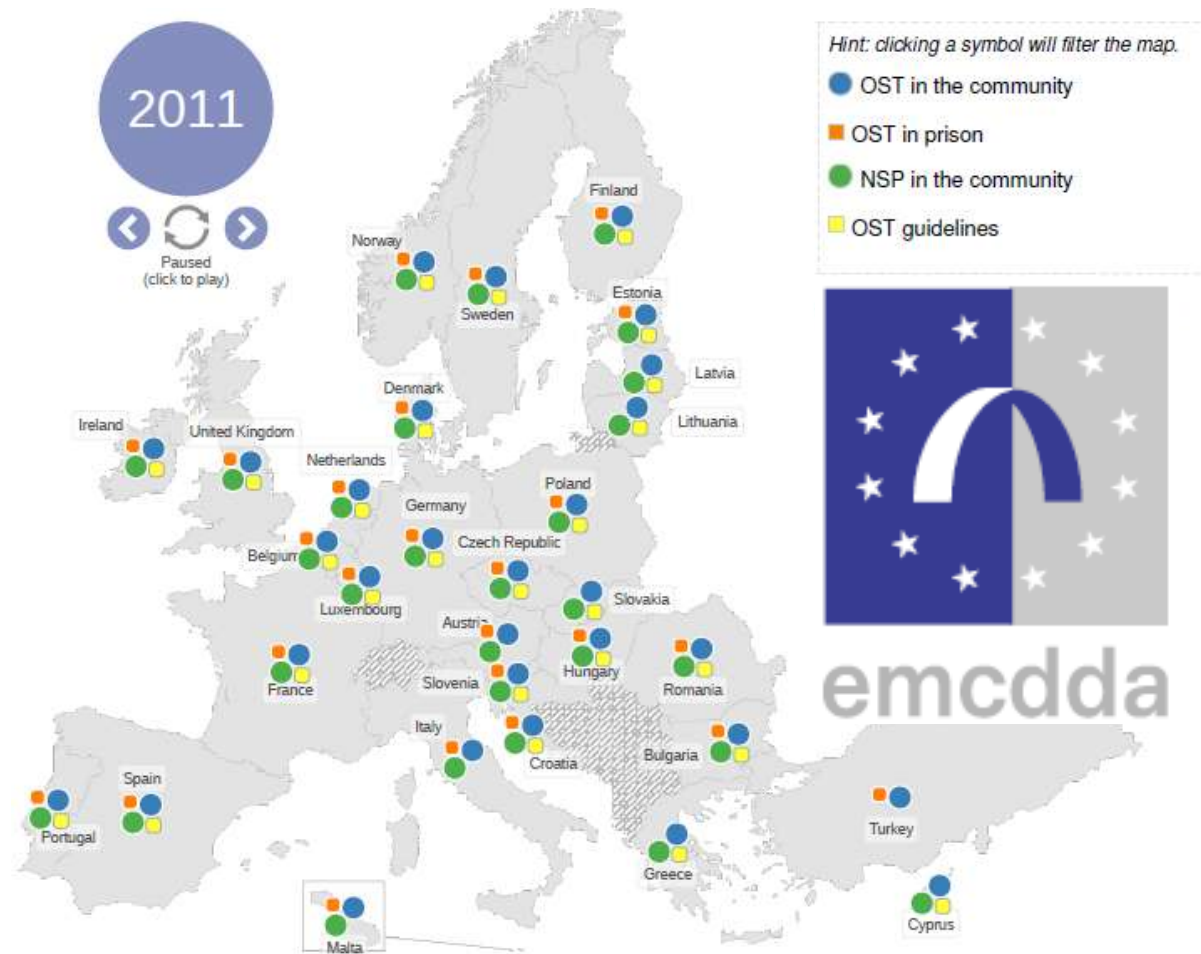 2011
Paused
(click to play)
Hint: clicking a symbol will filter the map.
OST in the community
OST in prison
NSP in the community
OST guidelines
Finland
Norway
Sweden
Estonia
Latvia
Denmark
Lithuania
Ireland
United Kingdom
Netherlands
Poland
Germany
Czech Republic
Belgium
Luxembourg
Slovakia
Austria
Hungary
France
Slovenia
Romania
Italy
Croatia
Bulgaria
Spain
Portugal
Turkey
Greece
Cyprus
Malta
emcdda